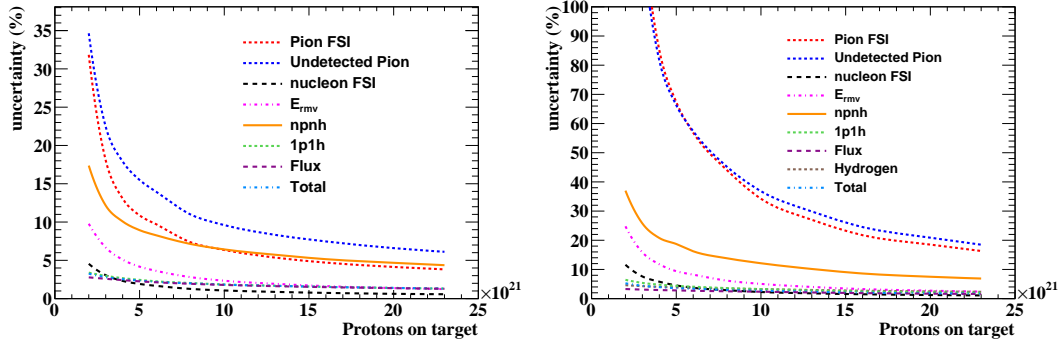 uncertainty (%)
35
30
25
20
15
10
5
0
Pion FSI
Undetected Pion
nucleon FSI
E_rmv
npnh
1p1h
Flux
Total
0 5 10 15 20 25
×10^21
Protons on target
uncertainty (%)
100
90
80
70
60
50
40
30
20
10
0
Pion FSI
Undetected Pion
nucleon FSI
E_rmv
npnh
1p1h
Flux
Hydrogen
Total
0 5 10 15 20 25
×10^21
Protons on target